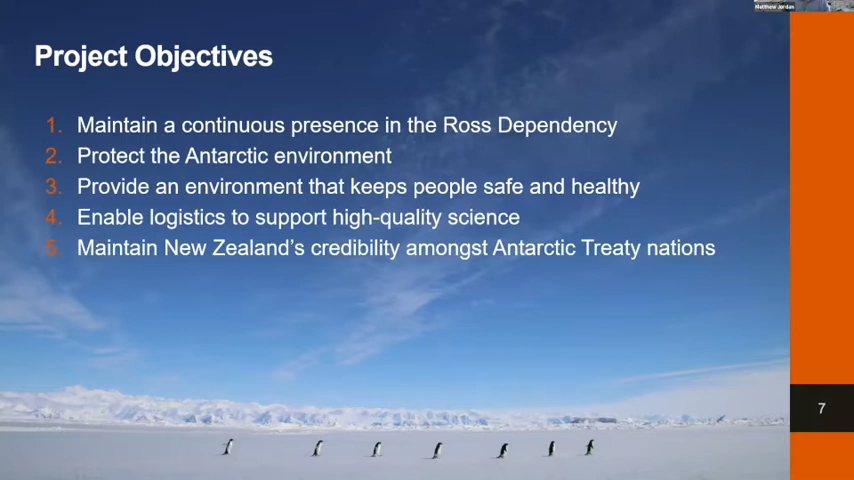 Matthew Jordan
Project Objectives
1. Maintain a continuous presence in the Ross Dependency
2. Protect the Antarctic environment
3. Provide an environment that keeps people safe and healthy
4. Enable logistics to support high-quality science
5. Maintain New Zealand’s credibility amongst Antarctic Treaty nations
7